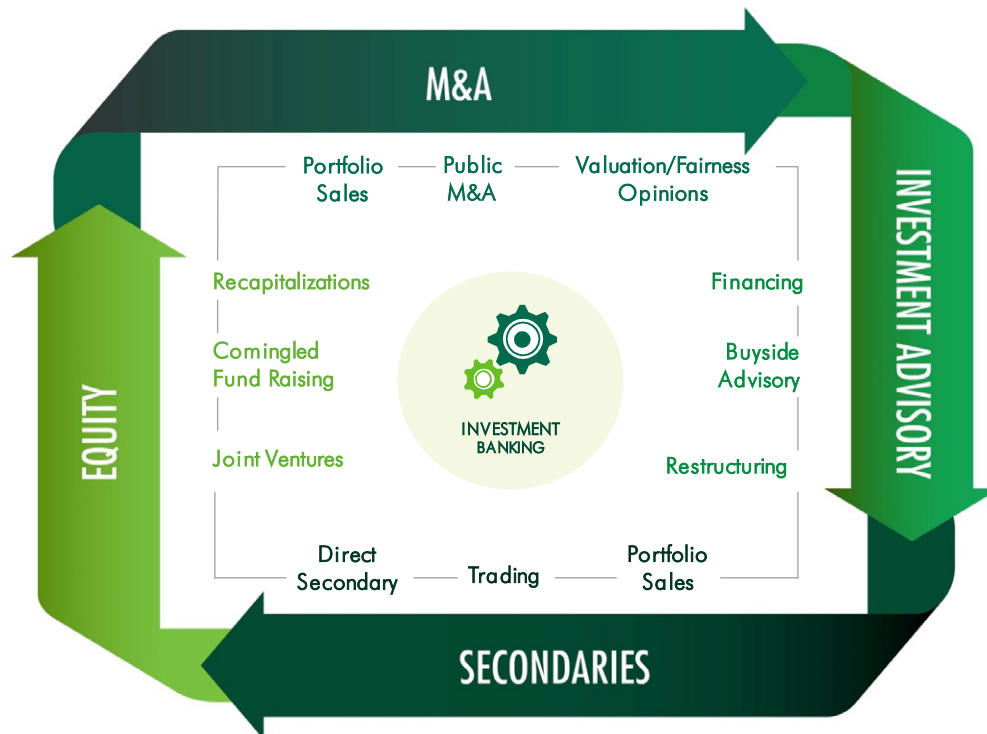 M&A
Portfolio
Sales
Public
M&A
Valuation/Fairness
Opinions
INVESTMENT ADVISORY
Recapitalizations
Financing
Comingled
Fund Raising
Buyside
Advisory
EQUITY
INVESTMENT
BANKING
Joint Ventures
Restructuring
Direct
Secondary
Trading
Portfolio
Sales
SECONDARIES